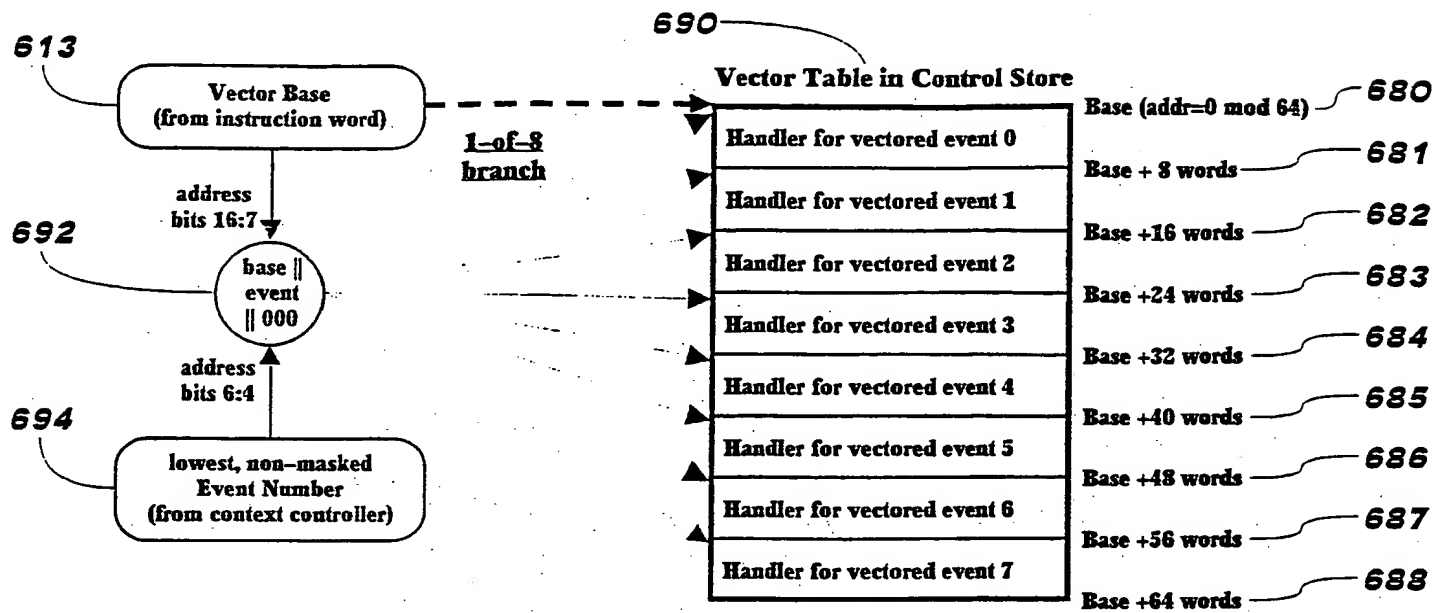 690
613
Vector Table in Control Store
680
Vector Base
(from instruction word)
Base (addr=0 mod 64)
1-of-8
branch
Handler for vectored event 0
681
Base + 8 words
address
bits 16:7
Handler for vectored event 1
682
Base +16 words
692
base ||
event
|| 000
Handler for vectored event 2
683
Base +24 words
Handler for vectored event 3
684
Base +32 words
address
bits 6:4
Handler for vectored event 4
685
Base +40 words
694
Handler for vectored event 5
686
Base +48 words
lowest, non-masked
Event Number
(from context controller)
Handler for vectored event 6
687
Base +56 words
Handler for vectored event 7
688
Base +64 words